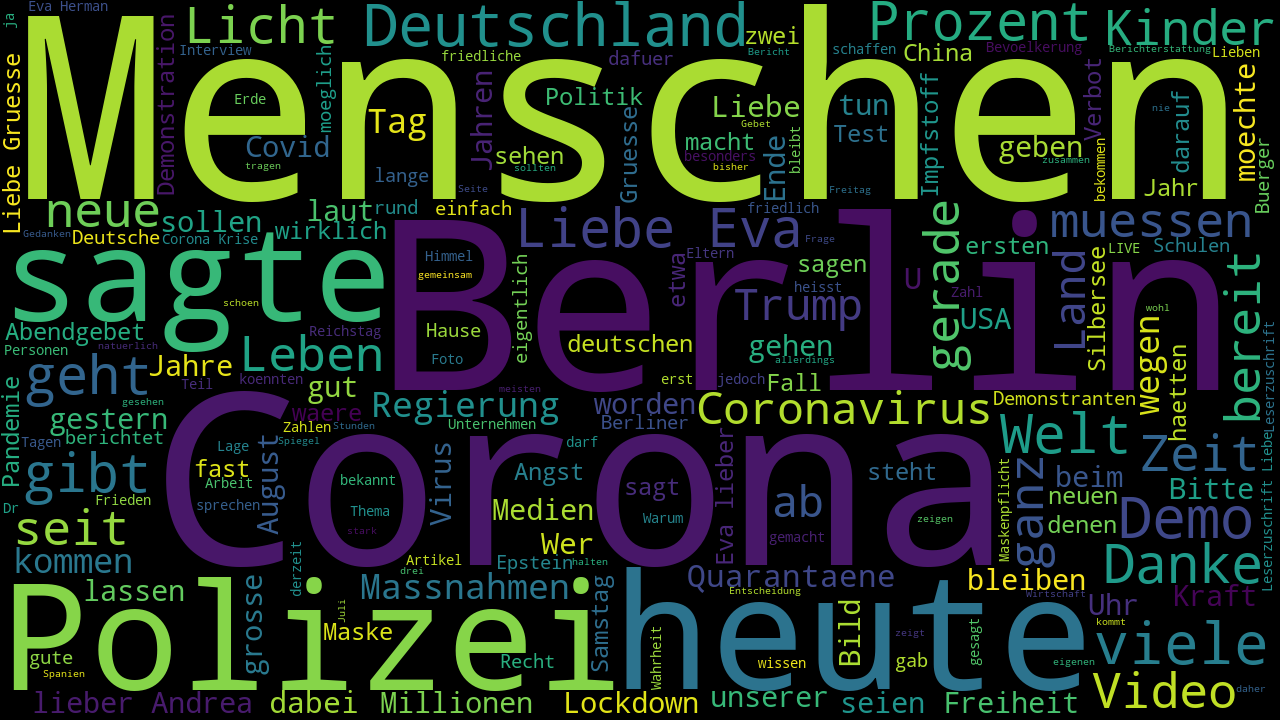 Menschen
Berlin
Corona
Polizei
heute
sagte
Eva Herman
ja
Licht
Deutschland
zwei
Prozent
Kinder
Interview
friedliche
dafuer
Bericht
schaffen
China
Bevoelkerung
Berichterstattung
Lieben
Liebe Gruesse
Demonstration
moegliche
Erde
Tag
Jahren
Politik
Liebe
Gebet
tun
Impfstoff
Verbot
nie
darauf
moechte
Covid
tragen
lange
sehen
sollten
Seite
Gruesse
macht
besonders
bisher
Ende
bleibt
Test
Freitag
geben
zusammen
bekommen
Jahr
Buerger
neue
Gedanken
Deutsche
sollen
Corona Krise
laut
rund
wirklich
einfach
Liebe Eva
friedlich
Frage
muessen
ersten
LIVE
Schulen
Himmel
gemeinsam
eigentlich
etwa
Eltern
sagen
heisst
gerade
U
Zahl
Land
Silbersee
wohl
bereit
schoen
Abendgebet
Personen
natuerlich
Reichstag
Hause
Foto
deutschen
Trump
gehen
allerdings
USA
Wegen
haetten
Leserzuschrift
geht
Jahre
Leben
Teil
koennten
gesehen
gut
meisten
erst
jedoch
Fall
Pandemie
Tagen
gestern
berichtet
waere
Zahlen
Spiegel
Stunden
Regierung
Unternehmen
worden
Berliner
Coronavirus
Demonstranten
Welt
Zeit
gibt
Dr
Frieden
fast
Arbeit
Lage
sprechen
August
bekannt
Thema
stark
Virus
Angst
darf
Medien
Wer
sagt
Warum
Eva lieber
ab
gemacht
steht
zeigen
Maskenpflicht
ganz
beim
neuen
denen
Bitte
Demo
Leserzuschrift Liebe
seit
kommen
derzeit
Artikel
drei
Epstein
halten
Massnahmen
Quarantaene
Entscheidung
bleiben
Wirtschaft
Danke
Kraft
lassen
grosse
Juli
Maske
Samstag
Uhr
kommt
viele
gute
Spanien
Recht
Wahrheit
wissen
Bild
zeigt
gab
gesagt
eigenen
Video
daher
lieber Andrea
dabei
Millionen
Lockdown
unserer
seien
Freiheit